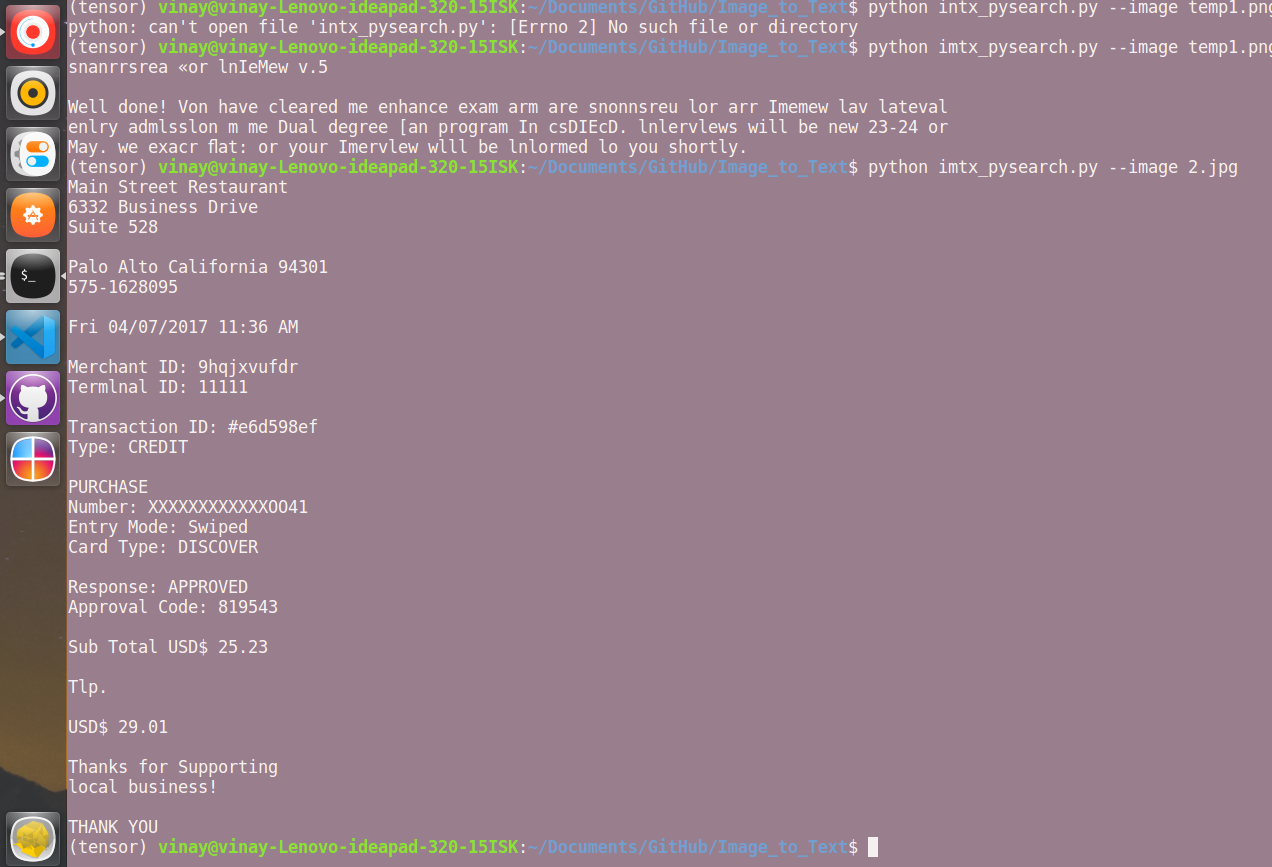 (tensor) vinay@vinay-Lenovo-ideapad-320-15ISK:~/Documents/GitHub/Image_to_Text$ python intx_pysearch.py --image temp1.png
python: can't open file 'intx_pysearch.py': [Errno 2] No such file or directory
(tensor) vinay@vinay-Lenovo-ideapad-320-15ISK:~/Documents/GitHub/Image_to_Text$ python imtx_pysearch.py --image temp1.png
snanrrsrea «or lnIeMew v.5
Well done! Von have cleared me enhance exam arm are snonnsreu lor arr Imemew lav lateval
enlry admlsslon m me Dual degree [an program In csDIEcD. lnlervlews will be new 23-24 or
May. we exacr flat: or your Imervlew wlll be lnlormed lo you shortly.
(tensor) vinay@vinay-Lenovo-ideapad-320-15ISK:~/Documents/GitHub/Image_to_Text$ python imtx_pysearch.py --image 2.jpg
Main Street Restaurant
6332 Business Drive
Suite 528
Palo Alto California 94301
575-1628095
Fri 04/07/2017 11:36 AM
Merchant ID: 9hqjxvufdr
Termlnal ID: 11111
Transaction ID: #e6d598ef
Type: CREDIT
PURCHASE
Number: XXXXXXXXXXXXOO41
Entry Mode: Swiped
Card Type: DISCOVER
Response: APPROVED
Approval Code: 819543
Sub Total USD$ 25.23
Tlp.
USD$ 29.01
Thanks for Supporting
local business!
THANK YOU
(tensor) vinay@vinay-Lenovo-ideapad-320-15ISK:~/Documents/GitHub/Image_to_Text$